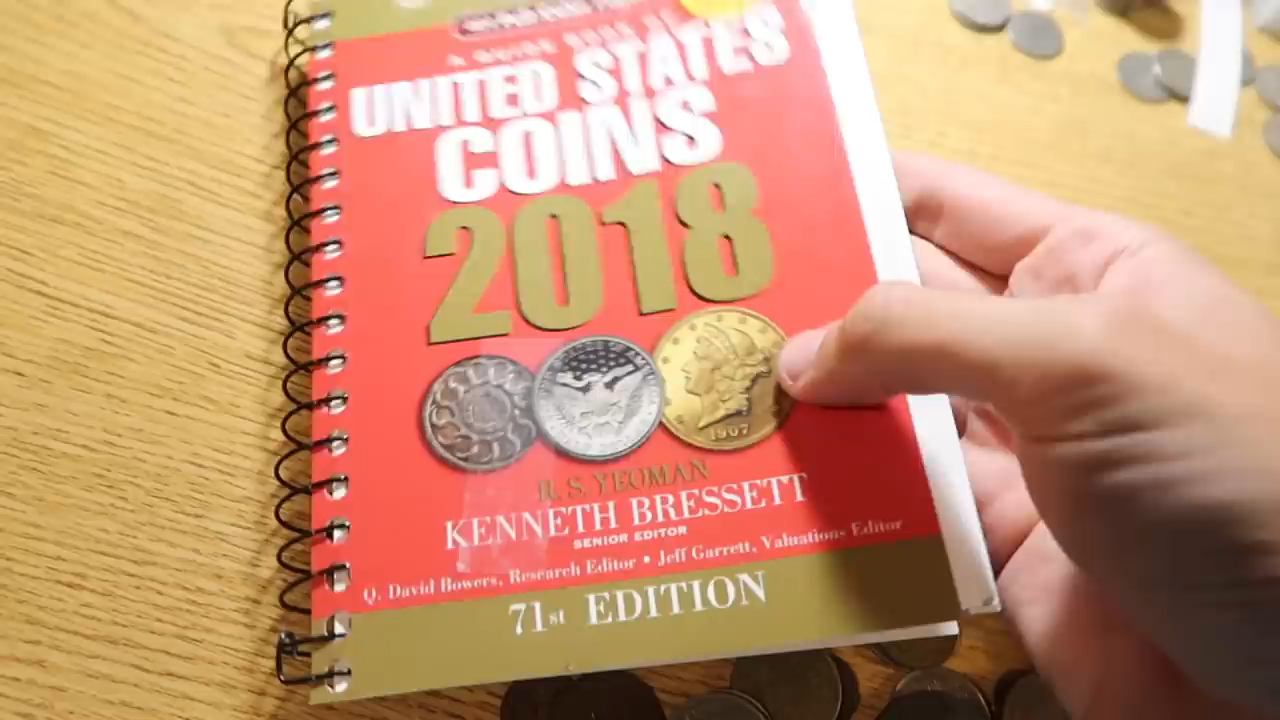 A GUIDE BOOK
UNITED STATES
COINS
2018
1907
R. S. YEOMAN
KENNETH BRESSETT
SENIOR EDITOR
Q. David Bowers, Research Editor • Jeff Garrett, Valuations Editor
71st EDITION